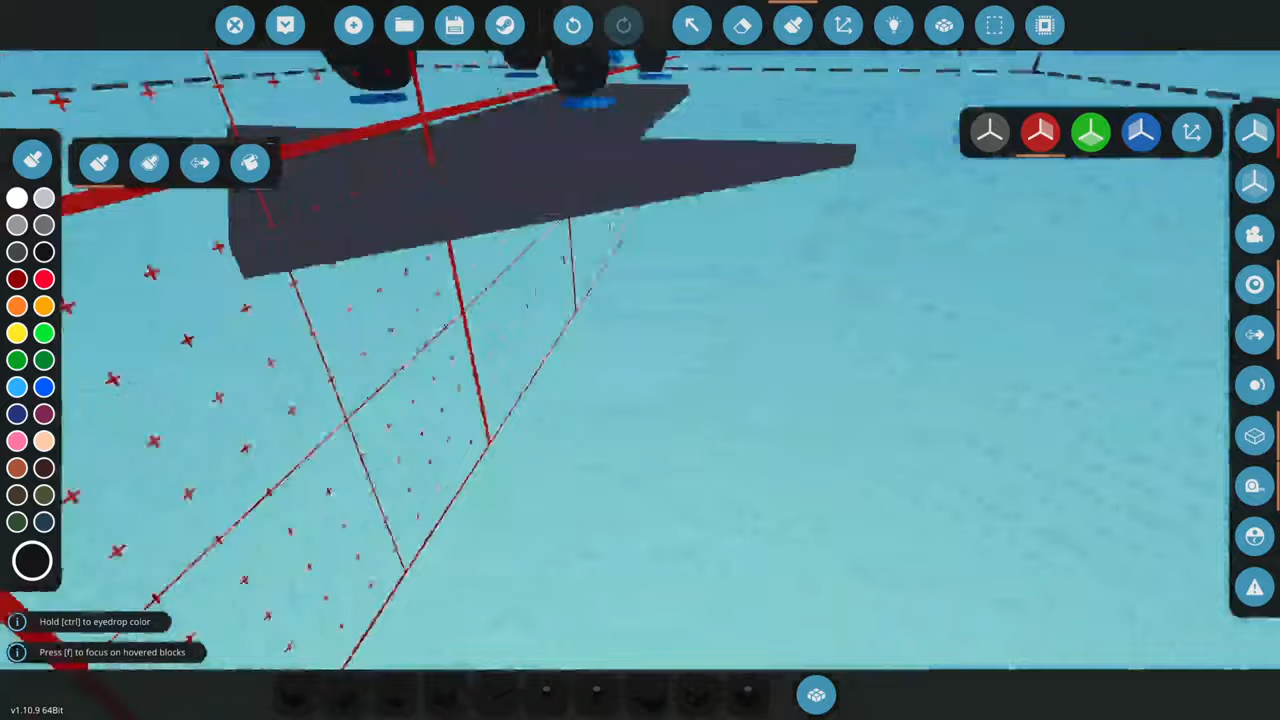 Hold [ctrl] to eyedrop color
Press [f] to focus on hovered blocks
v1.10.9 64Bit